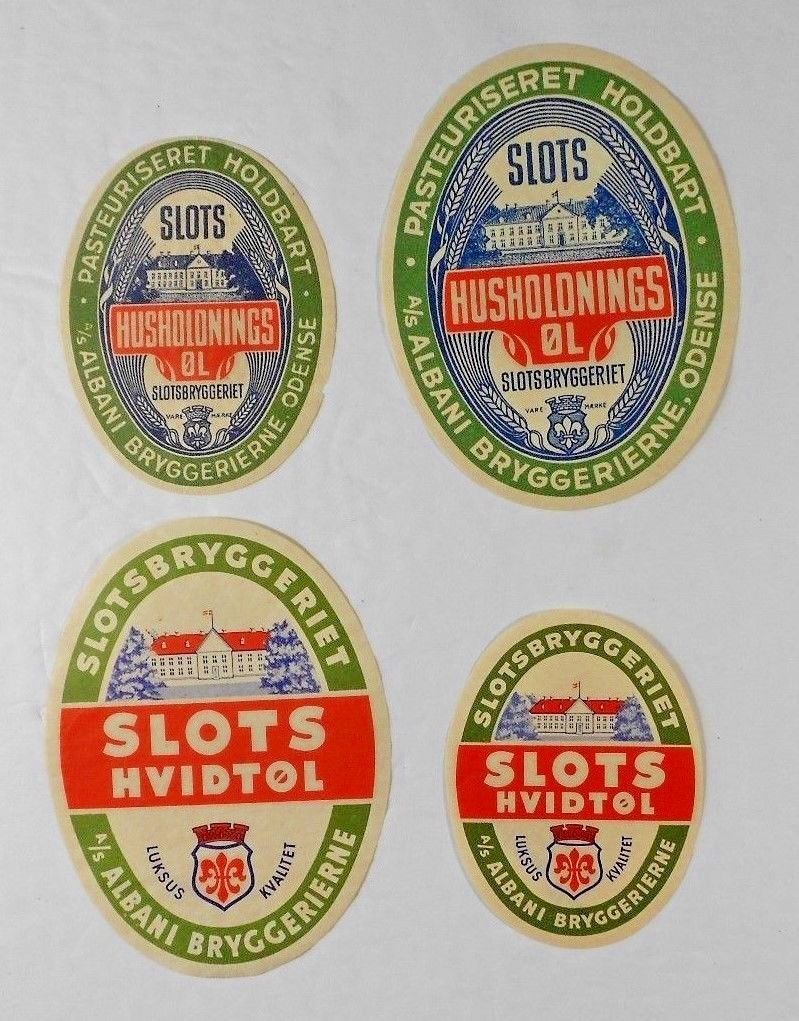 PASTEURISERET HOLDBART
SLOTS
HUSHOLDNINGS
ØL
SLOTSBRYGGERIET
VARE MÆRKE
A/S ALBANI BRYGGERIERNE, ODENSE
PASTEURISERET HOLDBART
SLOTS
HUSHOLDNINGS
ØL
SLOTSBRYGGERIET
VARE MÆRKE
A/S ALBANI BRYGGERIERNE, ODENSE
SLOTSBRYGGERIET
SLOTS
HVIDTØL
LUKSUS KVALITET
A/S ALBANI BRYGGERIERNE
SLOTSBRYGGERIET
SLOTS
HVIDTØL
LUKSUS KVALITET
A/S ALBANI BRYGGERIERNE